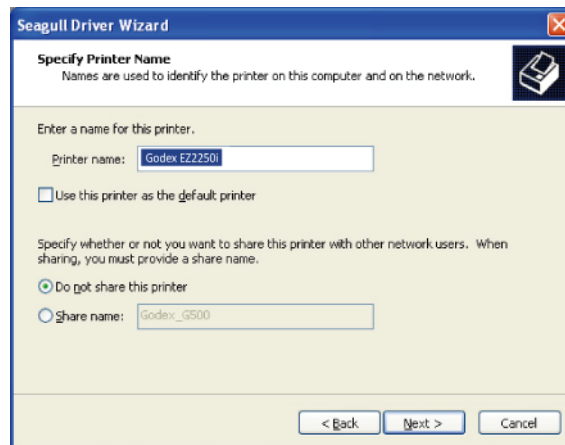 Seagull Driver Wizard
Specify Printer Name
Names are used to identify the printer on this computer and on the network.
Enter a name for this printer.
Printer name: Godex EZ2250i
Use this printer as the default printer
Specify whether or not you want to share this printer with other network users. When
sharing, you must provide a share name.
Do not share this printer
Share name: Godex_G500
< Back Next > Cancel